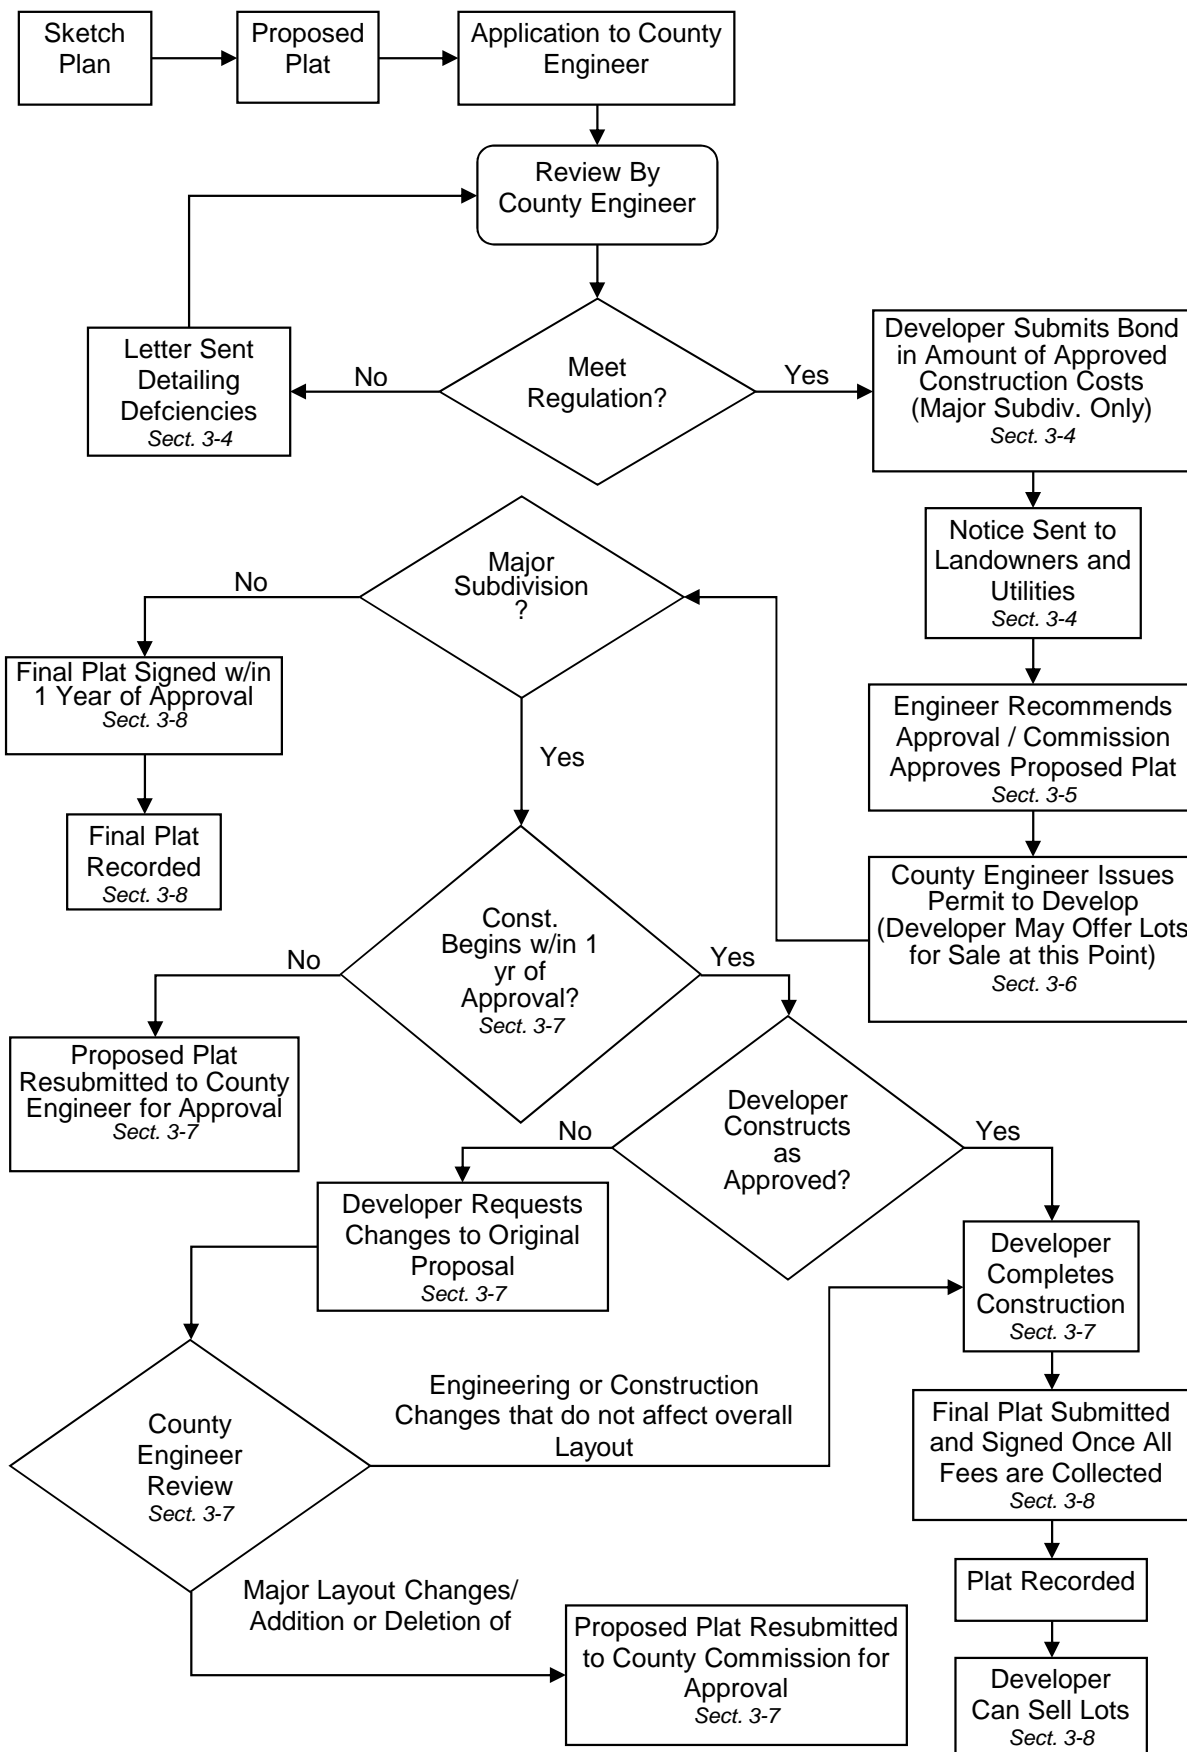 Sketch
Plan
Proposed
Plat
Application to County
Engineer
Review By
County Engineer
Letter Sent
Detailing
Defciencies
Sect. 3-4
No
Meet
Regulation?
Yes
Developer Submits Bond
in Amount of Approved
Construction Costs
(Major Subdiv. Only)
Sect. 3-4
Notice Sent to
Landowners and
Utilities
Sect. 3-4
Engineer Recommends
Approval / Commission
Approves Proposed Plat
Sect. 3-5
County Engineer Issues
Permit to Develop
(Developer May Offer Lots
for Sale at this Point)
Sect. 3-6
Major
Subdivision
?
No
Final Plat Signed w/in
1 Year of Approval
Sect. 3-8
Final Plat
Recorded
Sect. 3-8
Yes
Const.
Begins w/in 1
yr of
Approval?
Sect. 3-7
No
Proposed Plat
Resubmitted to County
Engineer for Approval
Sect. 3-7
Yes
Developer
Constructs
as
Approved?
No
Developer Requests
Changes to Original
Proposal
Sect. 3-7
Yes
Developer
Completes
Construction
Sect. 3-7
County
Engineer
Review
Sect. 3-7
Engineering or Construction
Changes that do not affect overall
Layout
Final Plat Submitted
and Signed Once All
Fees are Collected
Sect. 3-8
Plat Recorded
Developer
Can Sell Lots
Sect. 3-8
Major Layout Changes/
Addition or Deletion of
Proposed Plat Resubmitted
to County Commission for
Approval
Sect. 3-7